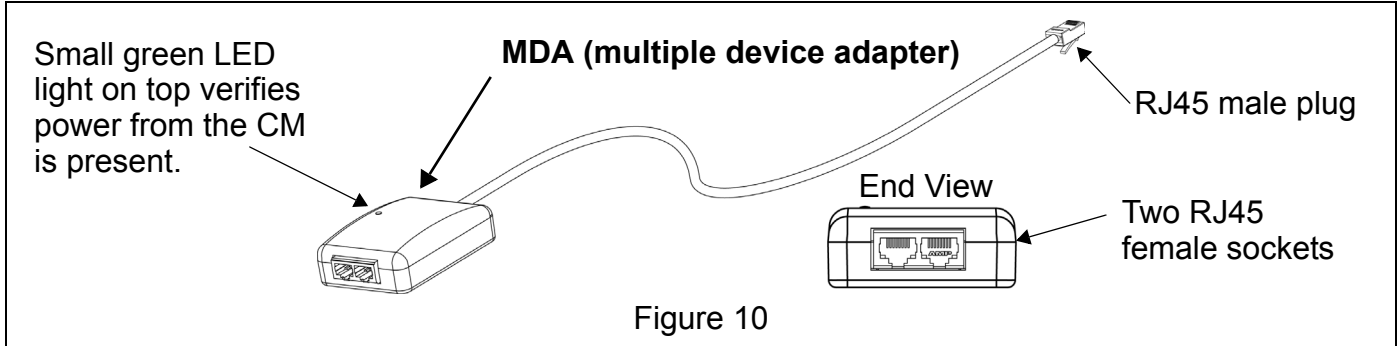 Small green LED
light on top verifies
power from the CM
is present.
MDA (multiple device adapter)
RJ45 male plug
End View
AMP
Two RJ45
female sockets
Figure 10